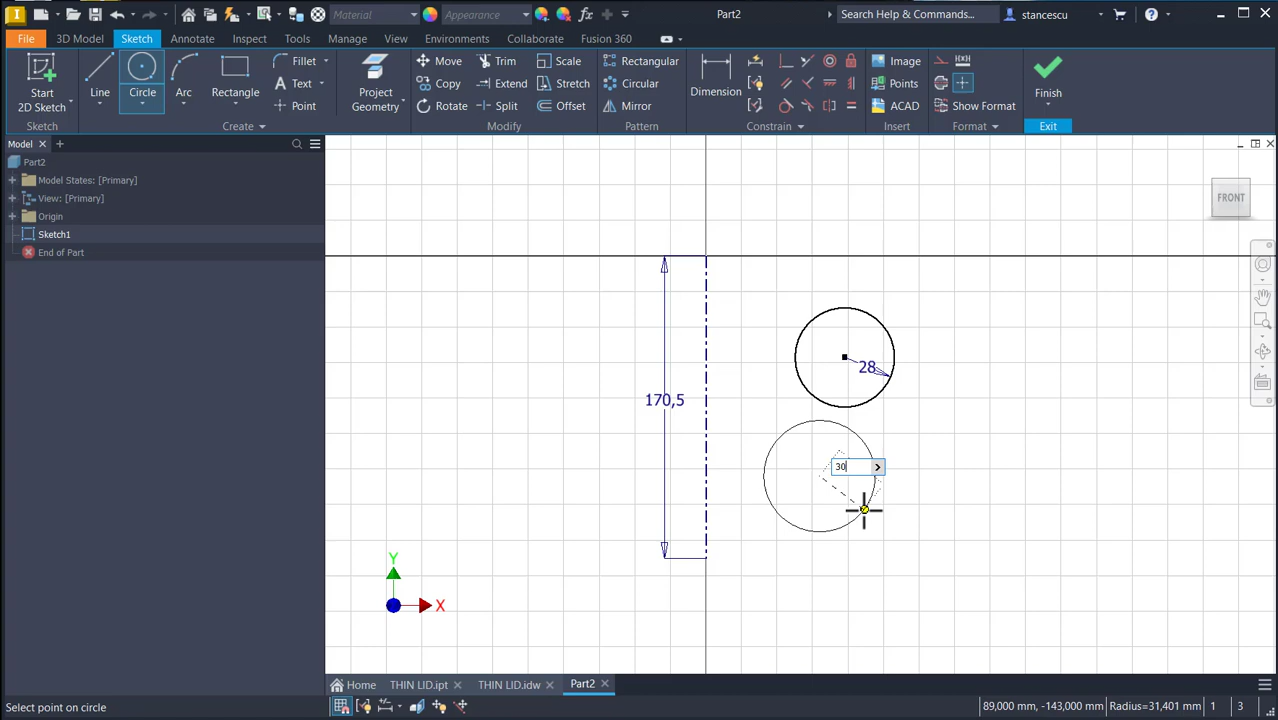 Material
Appearance
Part2
Search Help & Commands...
stancescu
File
3D Model
Sketch
Annotate
Inspect
Tools
Manage
View
Environments
Collaborate
Fusion 360
Start
2D Sketch
Line
Circle
Arc
Rectangle
Fillet
Text
Point
Project
Geometry
Move
Copy
Rotate
Trim
Extend
Split
Scale
Stretch
Offset
Rectangular
Circular
Mirror
Dimension
Image
Points
ACAD
Show Format
Finish
Sketch
Create
Modify
Pattern
Constrain
Insert
Format
Exit
Model
Part2
Model States: [Primary]
View: [Primary]
Origin
Sketch1
End of Part
FRONT
170,5
28
30
Y
X
Home
THIN LID.ipt
THIN LID.idw
Part2
Select point on circle
89,000 mm, -143,000 mm
Radius=31,401 mm
1
3